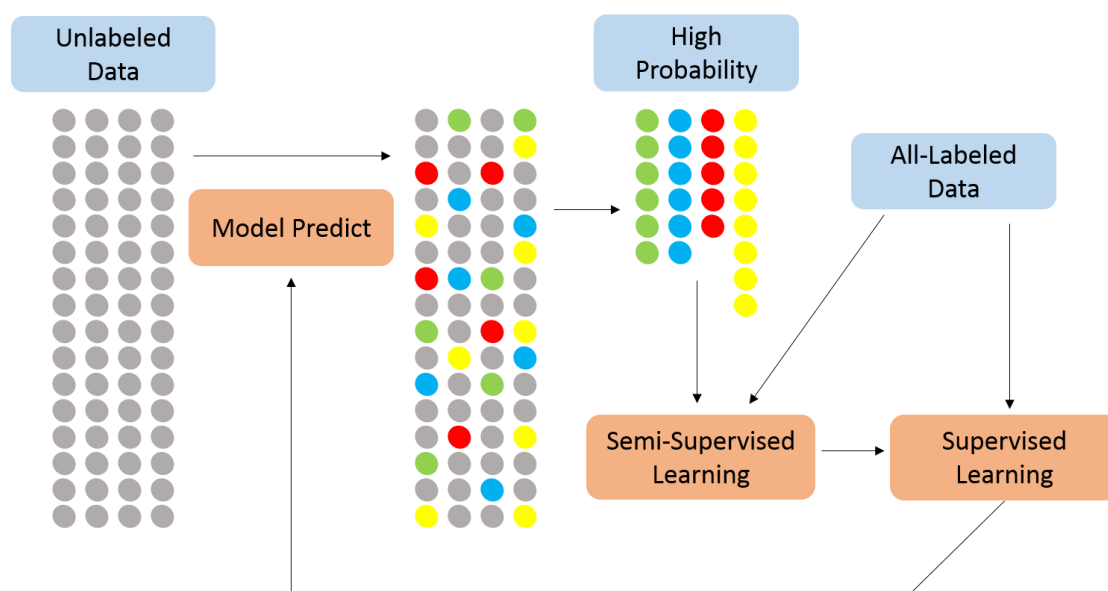 Unlabeled
Data
High
Probability
All-Labeled
Data
Model Predict
Semi-Supervised
Learning
Supervised
Learning